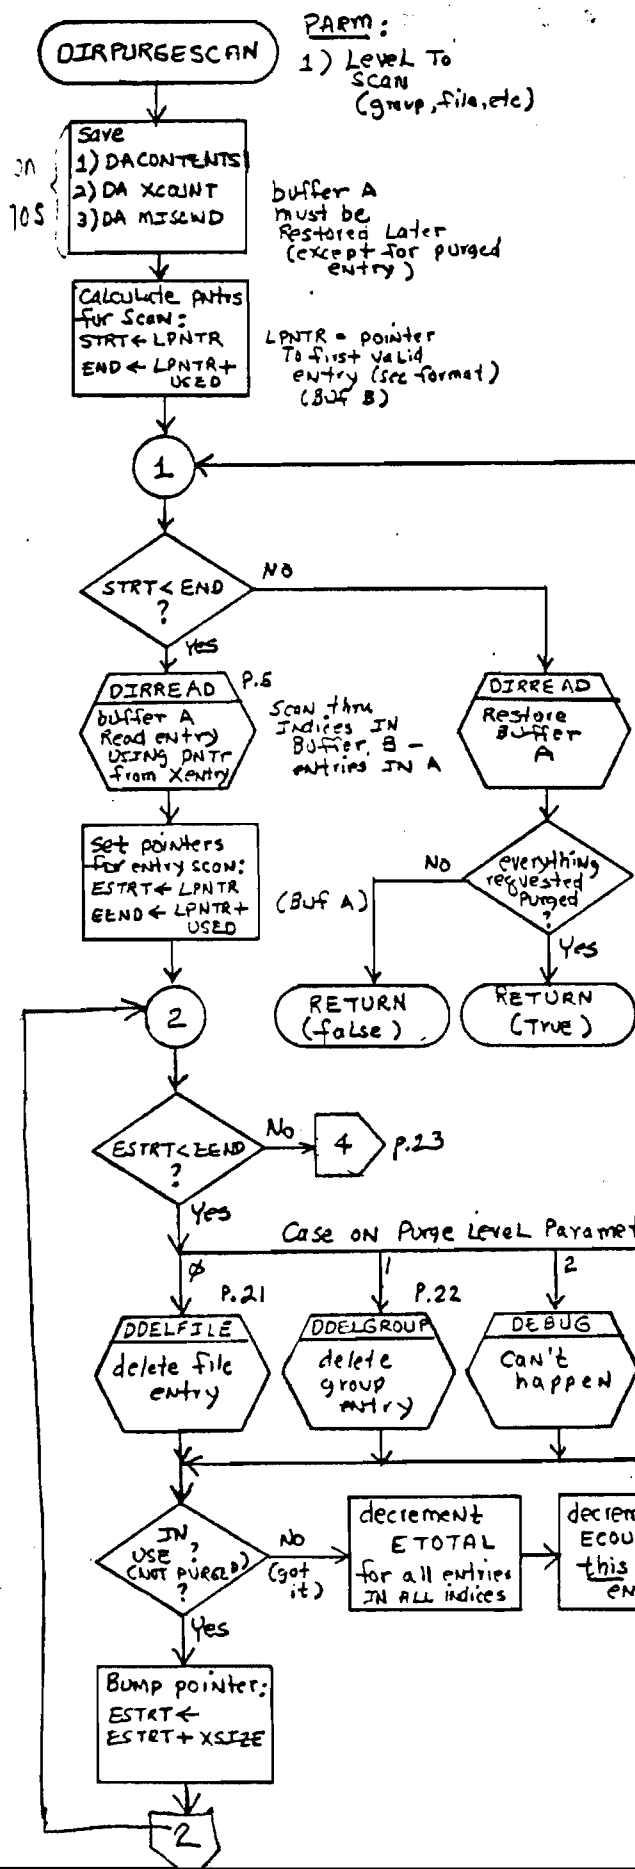 DIRPURGESCAN
PARM:
1) Level To
scan
(group, file, etc)
Save
1) DACONTENTS
2) DA XCOUNT
3) DA MISCWD
on
TOS
buffer A
must be
Restored Later
(except for purged
entry)
Calculate pntrs
for scan:
STRT ← LPNTR
END ← LPNTR +
USED
LPNTR = pointer
To first valid
entry (see format)
(Buf B)
1
STRT < END
?
NO
Yes
DIRREAD
P.5
buffer A
Read entry
USING PNTR
from Xentry
Scan thru
Indices IN
Buffer B -
entries IN A
DIRREAD
Restore
Buffer
A
Set pointers
for entry scan:
ESTRT ← LPNTR
EEND ← LPNTR +
USED
(Buf A)
everything
requested
Purged
?
NO
Yes
RETURN
(false)
RETURN
(True)
2
ESTRT < EEND
?
No
4
P.23
Yes
Case on Purge Level Paramet
0
1
2
P.21
P.22
DDELFILE
delete file
entry
DDELGROUP
delete
group
entry
DEBUG
Can't
happen
IN
USE ?
(NOT PURGED)
?
No
(got
it)
decrement
ETOTAL
for all entries
IN ALL indices
decrem
ECOU
this
en
Yes
Bump pointer:
ESTRT ←
ESTRT + XSIZE
2